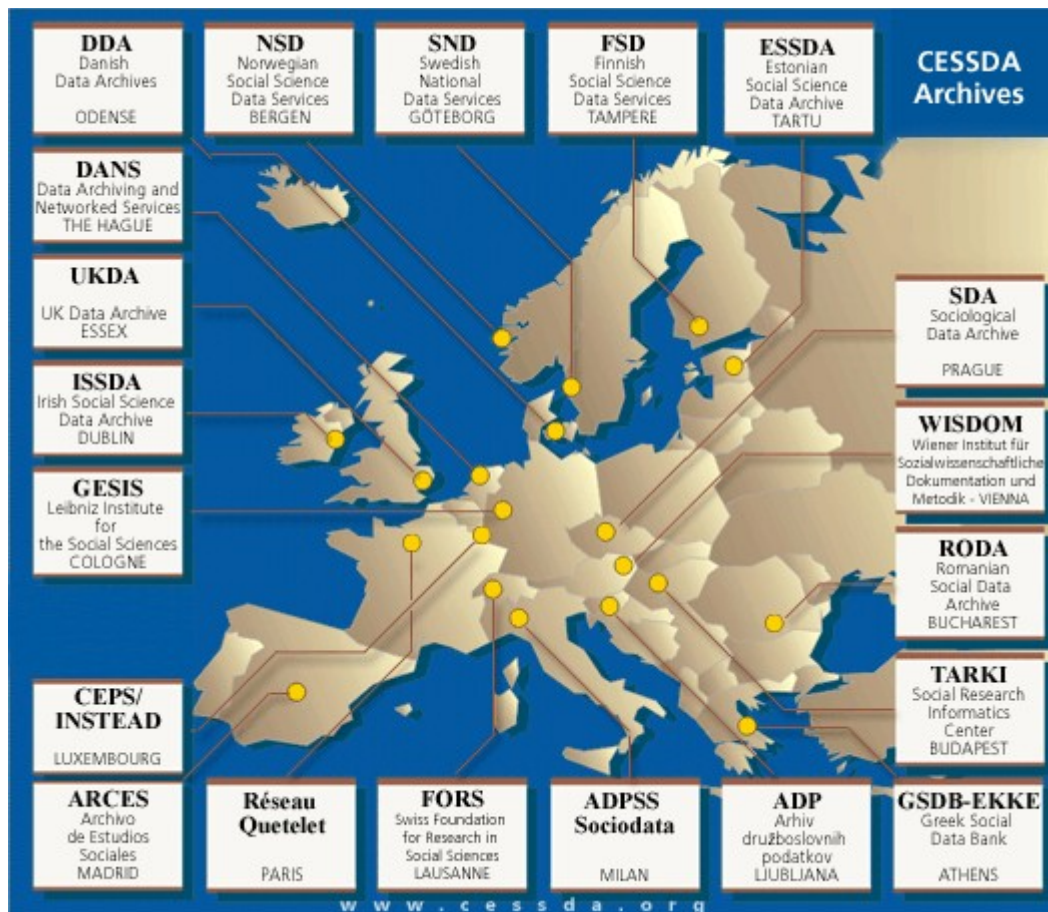 DDA
Danish
Data Archives
ODENSE
NSD
Norwegian
Social Science
Data Services
BERGEN
SND
Swedish
National
Data Services
GÖTEBORG
FSD
Finnish
Social Science
Data Services
TAMPERE
ESSDA
Estonian
Social Science
Data Archive
TARTU
CESSDA
Archives
DANS
Data Archiving and
Networked Services
THE HAGUE
UKDA
UK Data Archive
ESSEX
ISSDA
Irish Social Science
Data Archive
DUBLIN
GESIS
Leibniz Institute
for
the Social Sciences
COLOGNE
SDA
Sociological
Data Archive
PRAGUE
WISDOM
Wiener Institut für
Sozialwissenschaftliche
Dokumentation und
Metodik - VIENNA
RODA
Romanian
Social Data
Archive
BUCHAREST
TARKI
Social Research
Informatics
Center
BUDAPEST
CEPS/
INSTEAD
LUXEMBOURG
ARCES
Archivo
de Estudios
Sociales
MADRID
Réseau
Quetelet
PARIS
FORS
Swiss Foundation
for Research in
Social Sciences
LAUSANNE
ADPSS
Sociodata
MILAN
ADP
Arhiv
družboslovnih
podatkov
LJUBLJANA
GSDB-EKKE
Greek Social
Data Bank
ATHENS
www.cessda.org